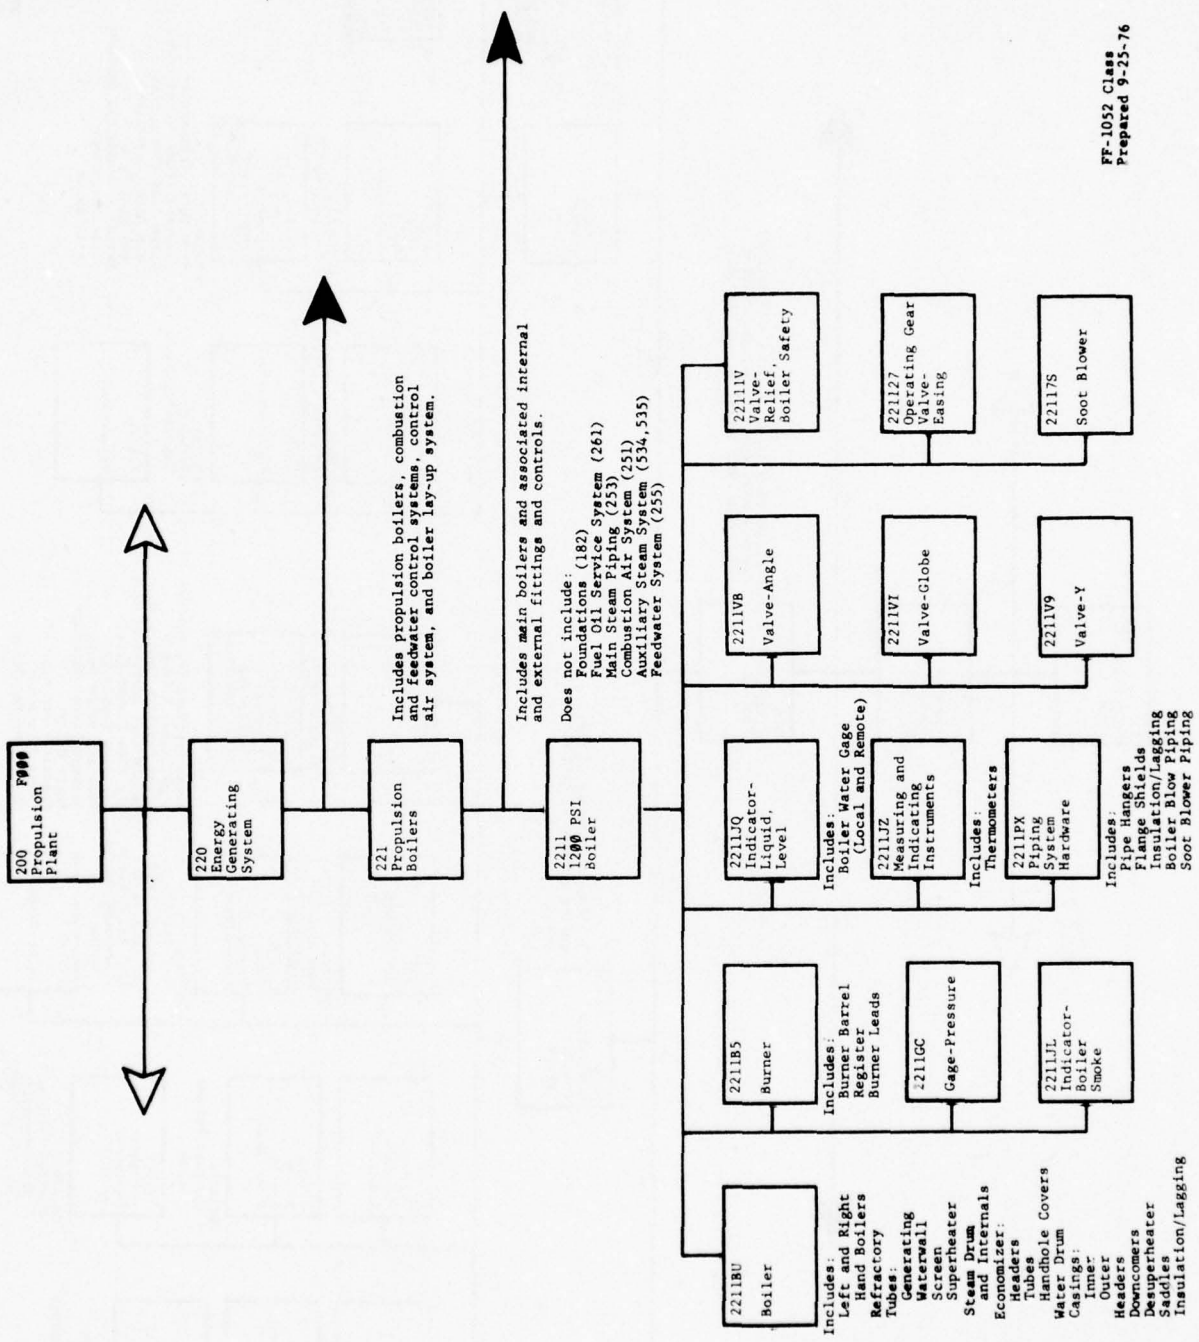 200 F000
Propulsion
Plant
220
Energy
Generating
System
Includes propulsion boilers, combustion
and feedwater control systems, control
air system, and boiler lay-up system.
221
Propulsion
Boilers
Includes main boilers and associated internal
and external fittings and controls.
Does not include:
Foundations (182)
Fuel Oil Service System (261)
Main Steam Piping (253)
Combustion Air System (251)
Auxiliary Steam System (534,535)
Feedwater System (255)
2211
1200 PSI
Boiler
2211BU
Boiler
Includes:
Left and Right
Hand Boilers
Refractory
Tubes:
Generating
Waterwall
Screen
Superheater
Steam Drum
and Internals
Economizer:
Headers
Tubes
Handhole Covers
Water Drum
Casings:
Inner
Outer
Headers
Downcomers
Desuperheater
Saddles
Insulation/Lagging
2211B5
Burner
Includes:
Burner Barrel
Register
Burner Leads
2211GC
Gage-Pressure
2211JL
Indicator-
Boiler
Smoke
2211JQ
Indicator-
Liquid,
Level
Includes:
Boiler Water Gage
(Local and Remote)
2211JZ
Measuring and
Indicating
Instruments
Includes:
Thermometers
2211PX
Piping
System
Hardware
Includes:
Pipe Hangers
Flange Shields
Insulation/Lagging
Boiler Blow Piping
Soot Blower Piping
2211VB
Valve-Angle
2211VI
Valve-Globe
2211V9
Valve-Y
22111V
Valve-
Relief,
Boiler Safety
221127
Operating Gear
Valve-
Easing
22117S
Soot Blower
FF-1052 Class
Prepared 9-25-76